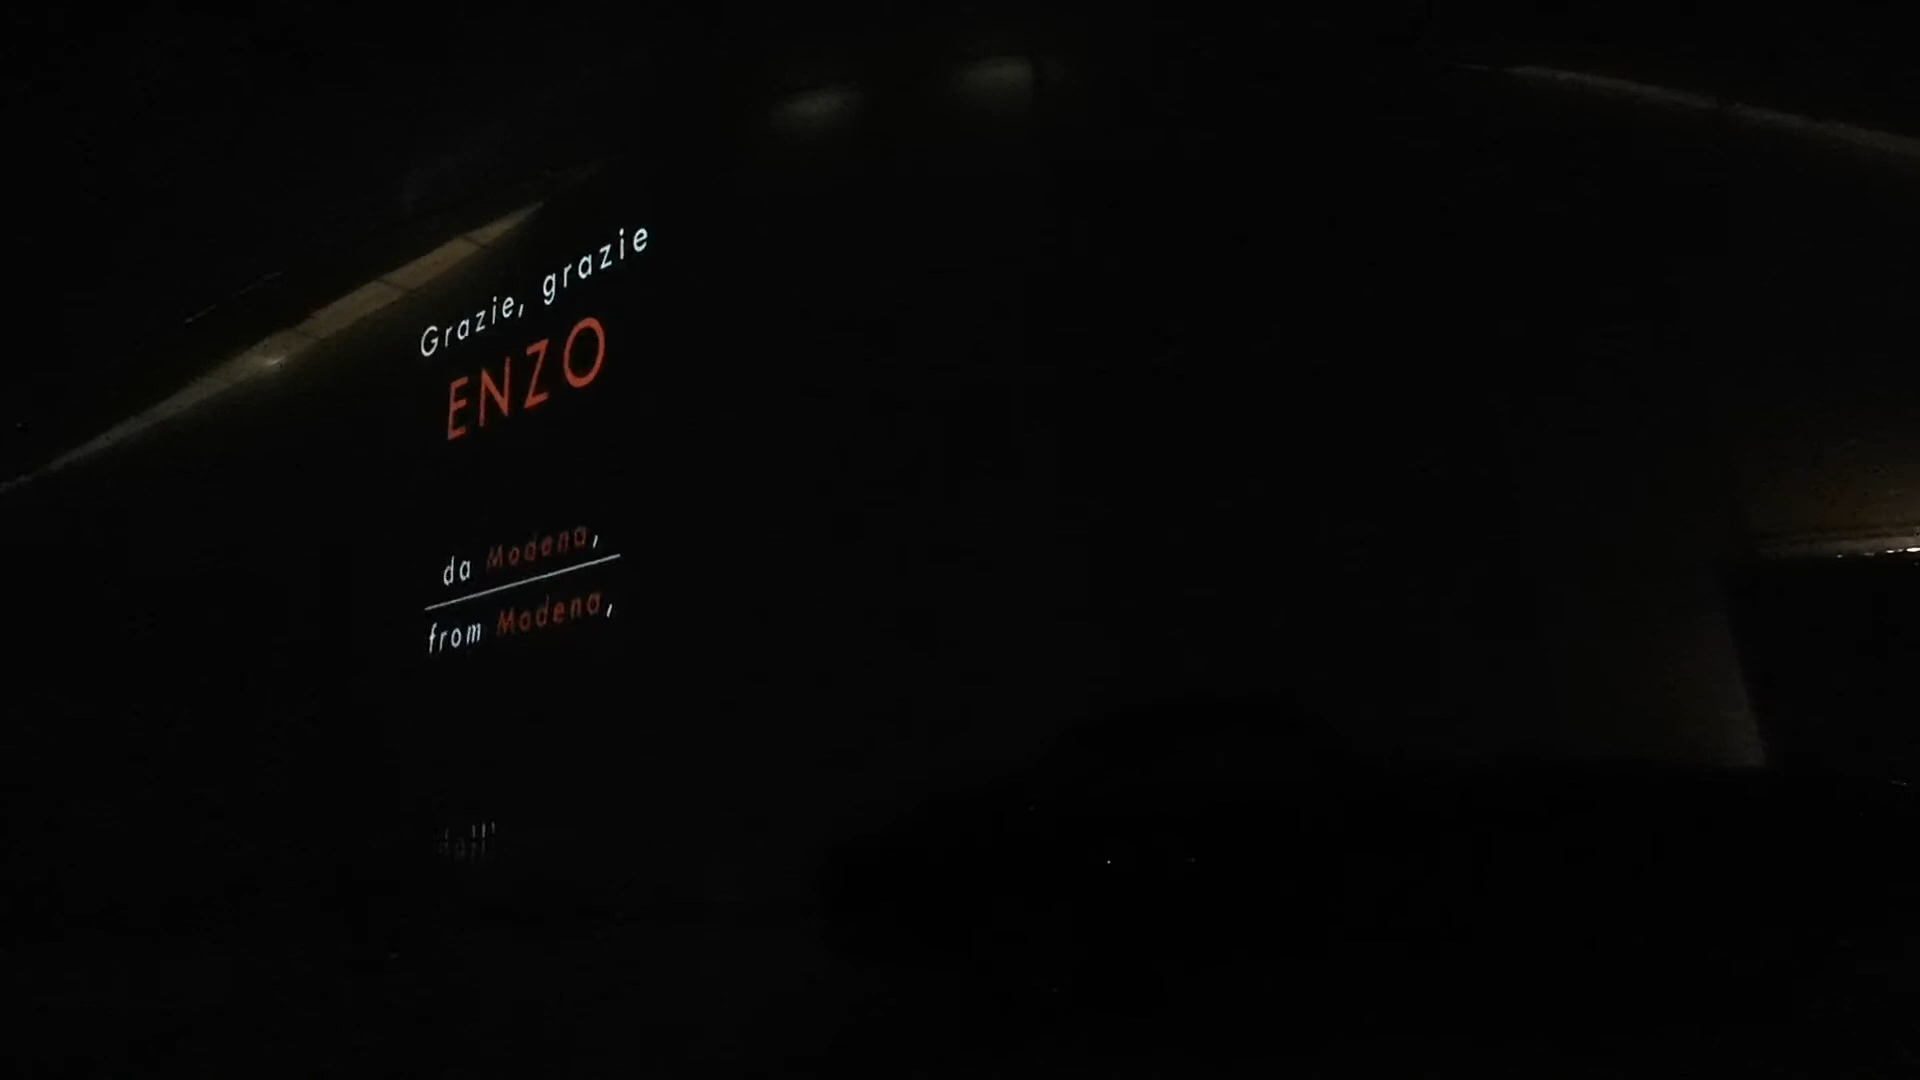 Grazie, grazie
ENZO
da Modena,
from Modena,